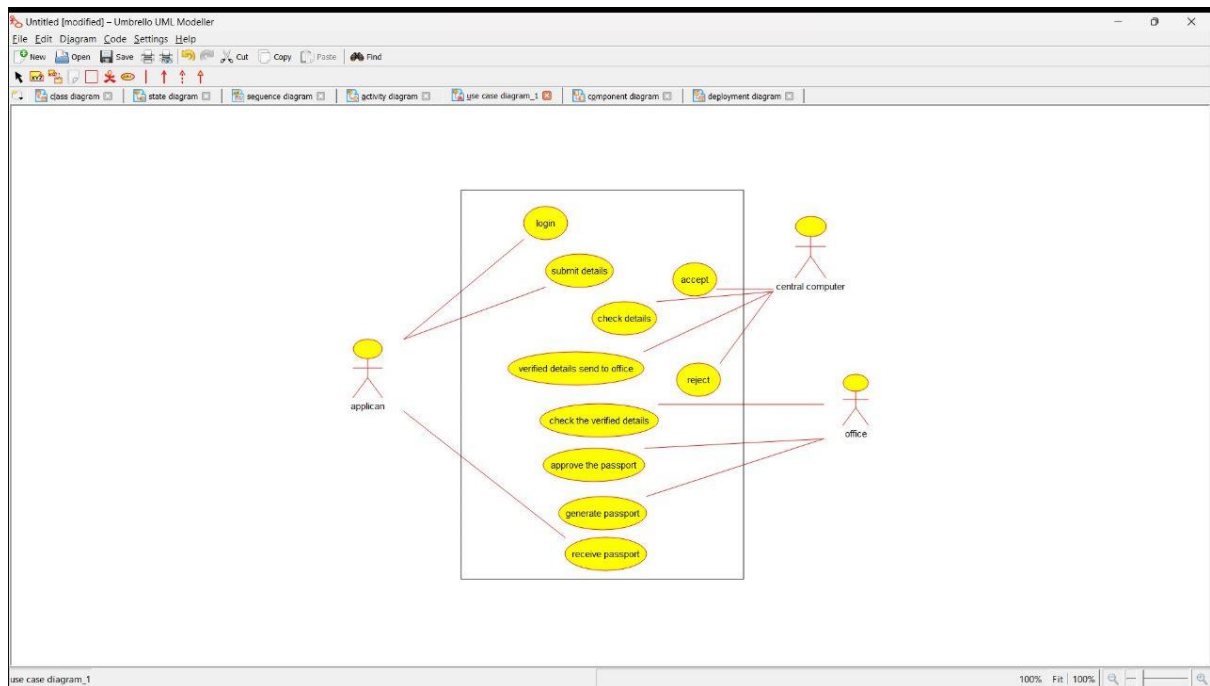 Untitled [modified] – Umbrello UML Modeller
File Edit Diagram Code Settings Help
New Open Save Cut Copy Paste Find
class diagram state diagram sequence diagram activity diagram use case diagram_1 component diagram deployment diagram
login
submit details
accept
central computer
check details
verified details send to office
reject
applican
check the verified details
office
approve the passport
generate passport
receive passport
use case diagram_1 100% Fit 100%